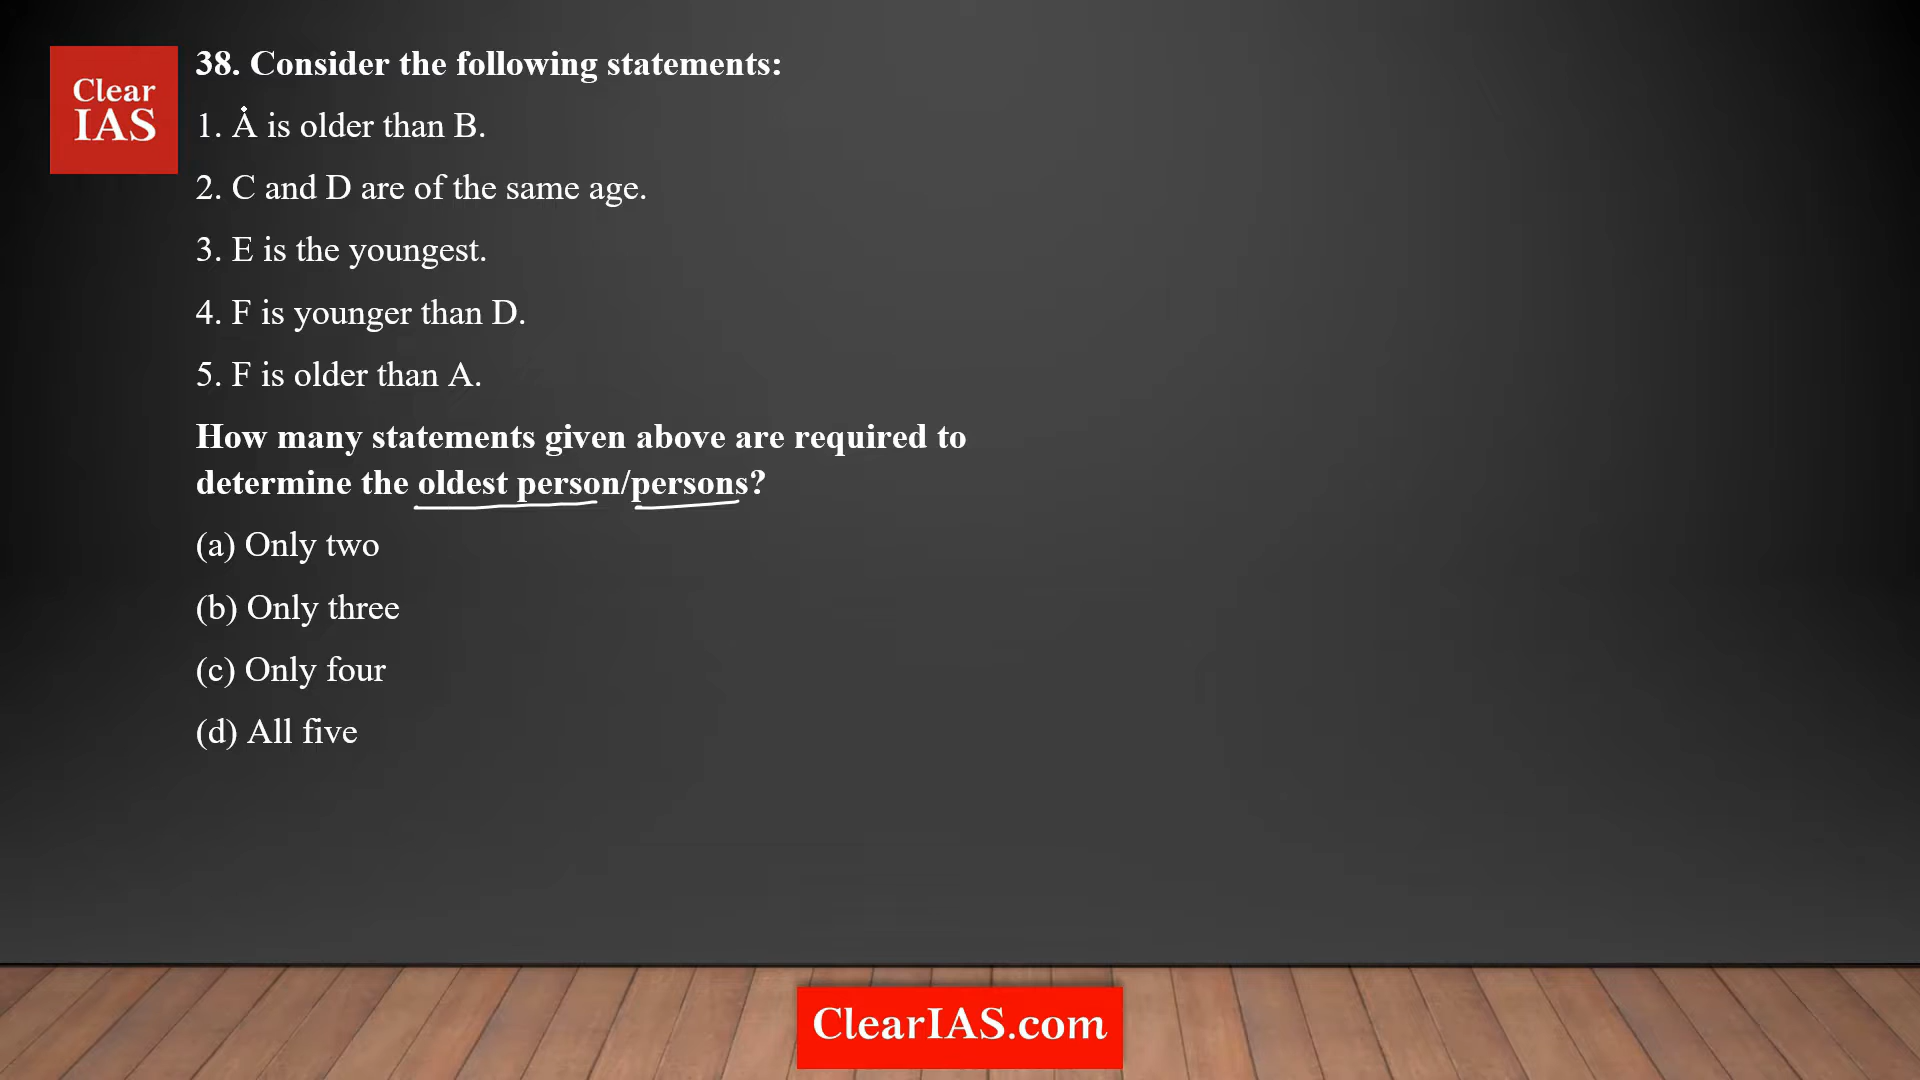 Clear
IAS
38. Consider the following statements:
1. A is older than B.
2. C and D are of the same age.
3. E is the youngest.
4. F is younger than D.
5. F is older than A.
How many statements given above are required to
determine the oldest person/persons?
(a) Only two
(b) Only three
(c) Only four
(d) All five
ClearIAS.com